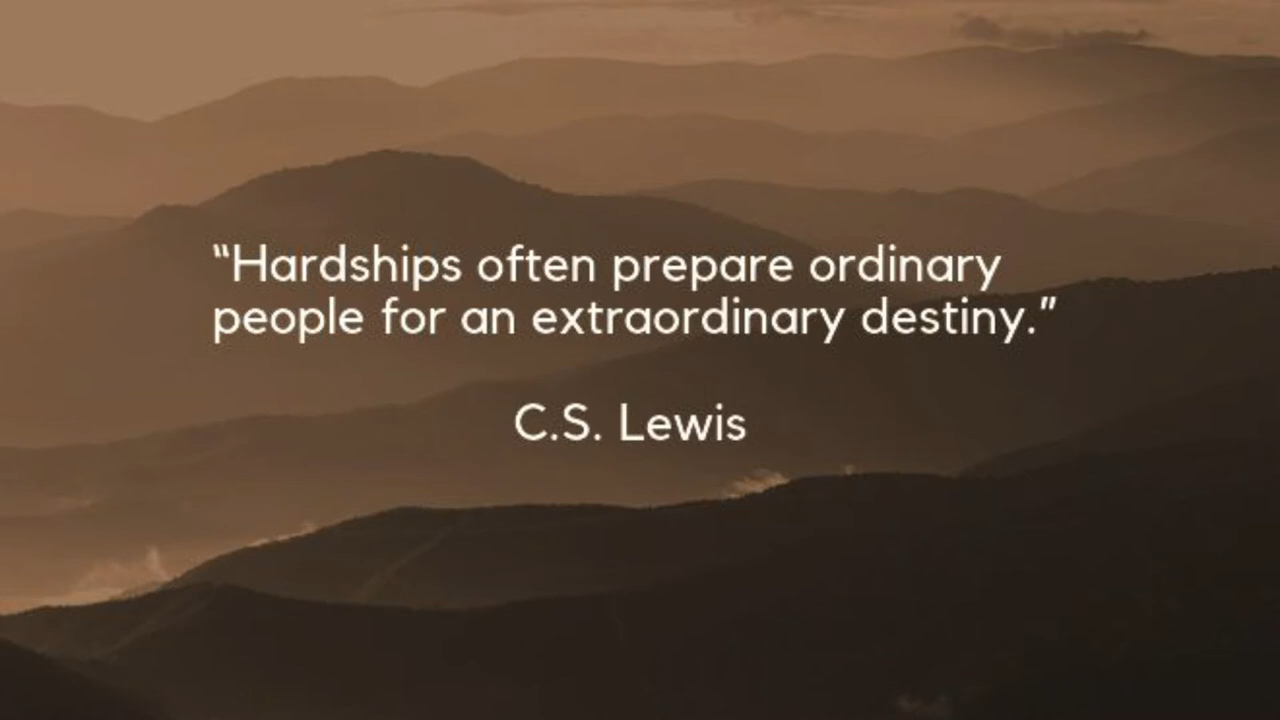 “Hardships often prepare ordinary
people for an extraordinary destiny.”
C.S. Lewis